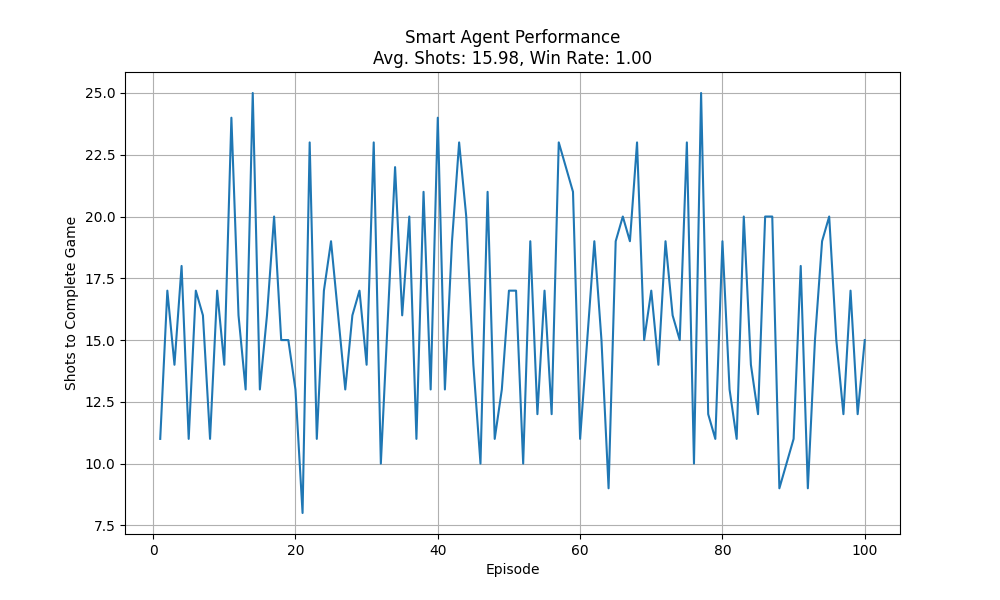 Smart Agent Performance
Avg. Shots: 15.98, Win Rate: 1.00
Shots to Complete Game
25.0
22.5
20.0
17.5
15.0
12.5
10.0
7.5
0 20 40 60 80 100
Episode